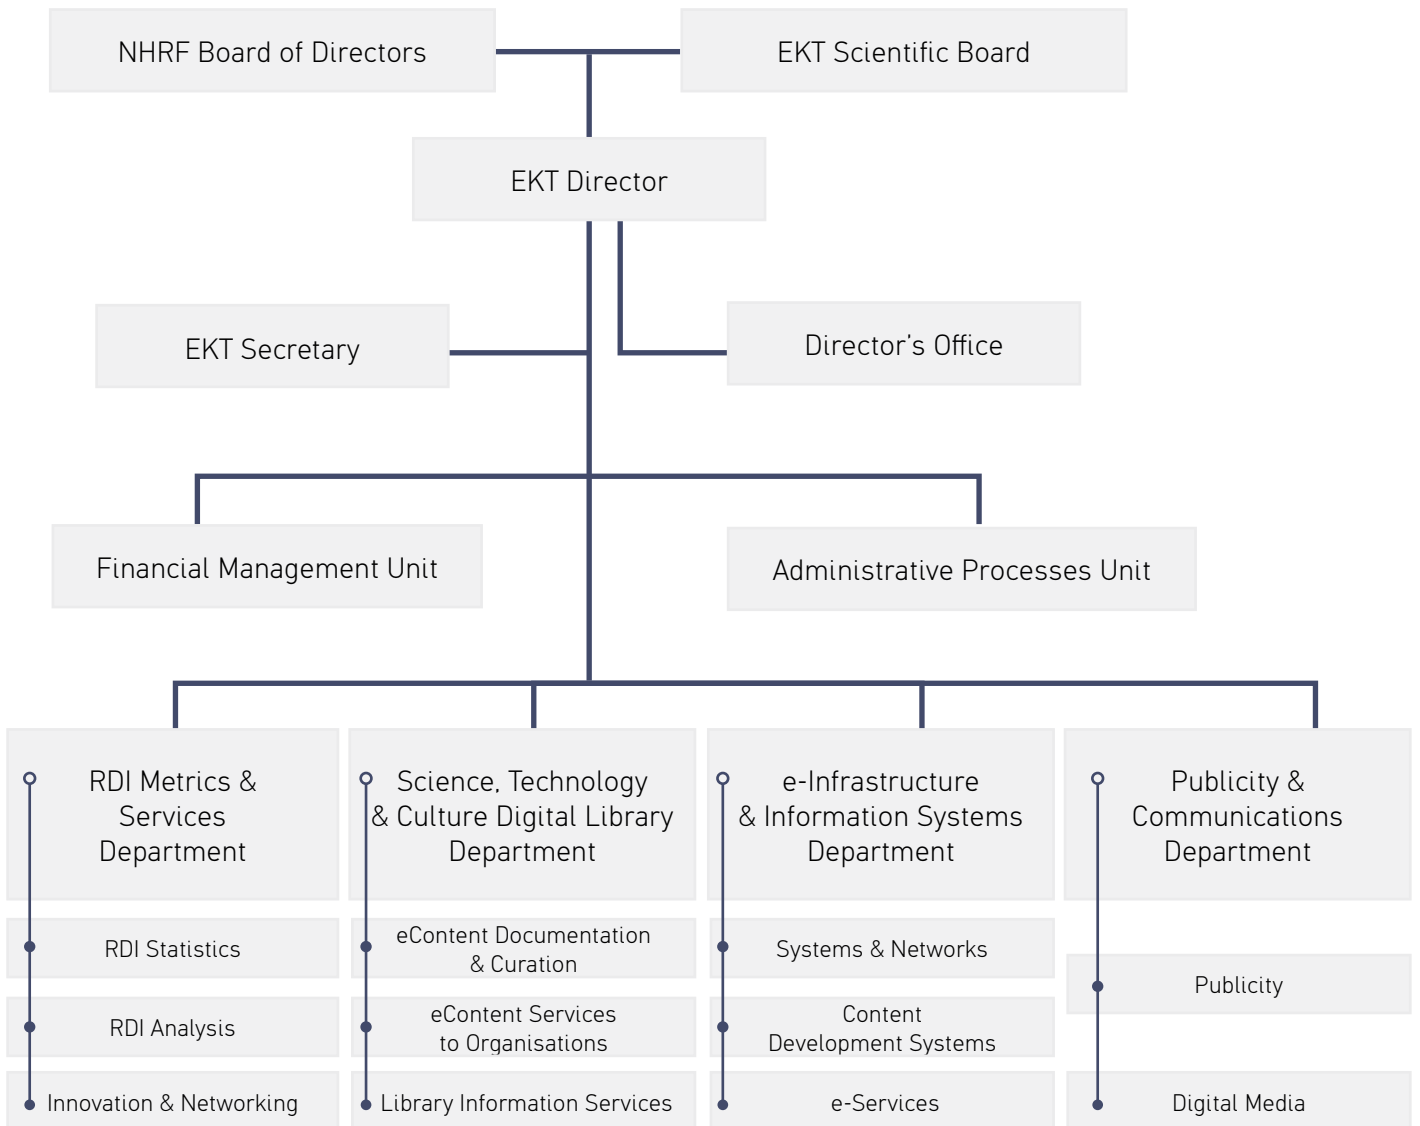 NHRF Board of Directors
EKT Scientific Board
EKT Director
EKT Secretary
Director's Office
Financial Management Unit
Administrative Processes Unit
RDI Metrics &
Services
Department
Science, Technology
& Culture Digital Library
Department
e-Infrastructure
& Information Systems
Department
Publicity &
Communications
Department
RDI Statistics
RDI Analysis
Innovation & Networking
eContent Documentation
& Curation
eContent Services
to Organisations
Library Information Services
Systems & Networks
Content
Development Systems
e-Services
Publicity
Digital Media